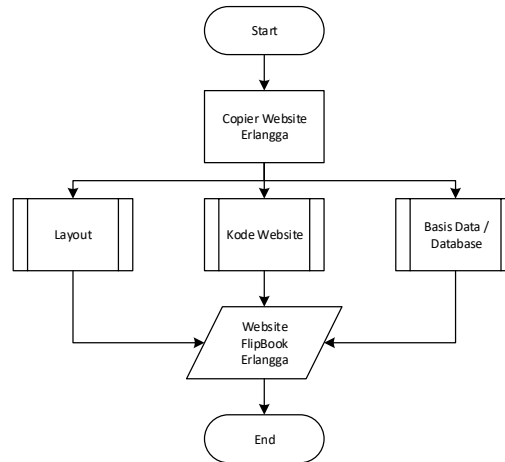 Start
Copier Website
Erlangga
Layout
Kode Website
Basis Data /
Database
Website
FlipBook
Erlangga
End